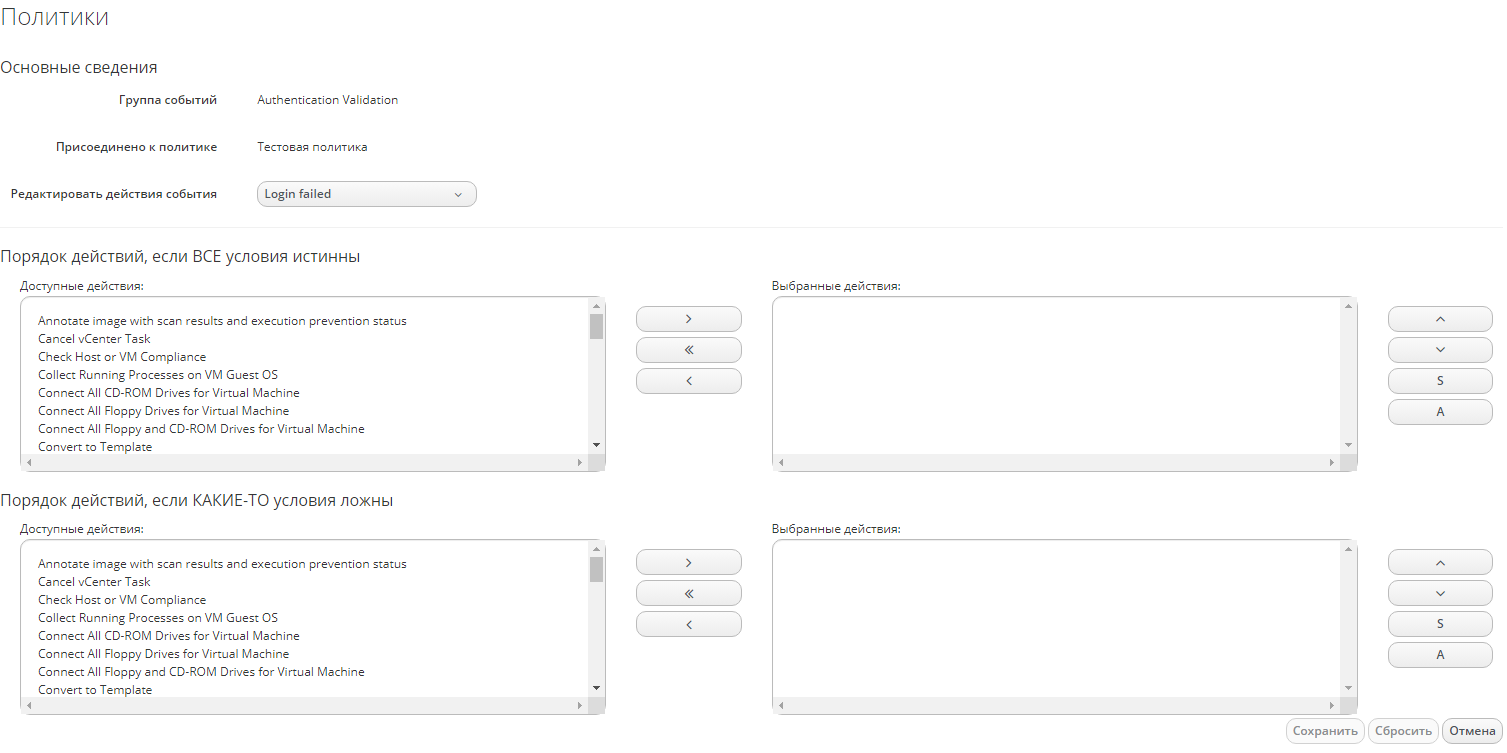 Политики
Основные сведения
Группа событий Authentication Validation
Присоединено к политике Тестовая политика
Редактировать действия события Login failed
Порядок действий, если ВСЕ условия истинны
Доступные действия: Выбранные действия:
Annotate image with scan results and execution prevention status
Cancel vCenter Task
Check Host or VM Compliance
Collect Running Processes on VM Guest OS
Connect All CD-ROM Drives for Virtual Machine
Connect All Floppy Drives for Virtual Machine
Connect All Floppy and CD-ROM Drives for Virtual Machine
Convert to Template
S
A
Порядок действий, если КАКИЕ-ТО условия ложны
Доступные действия: Выбранные действия:
Annotate image with scan results and execution prevention status
Cancel vCenter Task
Check Host or VM Compliance
Collect Running Processes on VM Guest OS
Connect All CD-ROM Drives for Virtual Machine
Connect All Floppy Drives for Virtual Machine
Connect All Floppy and CD-ROM Drives for Virtual Machine
Convert to Template
S
A
Сохранить Сбросить Отмена